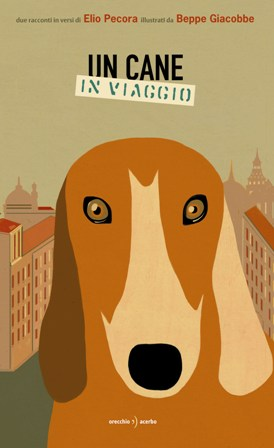 due racconti in versi di Elio Pecora illustrati da Beppe Giacobbe
UN CANE
IN VIAGGIO
orecchio acerbo